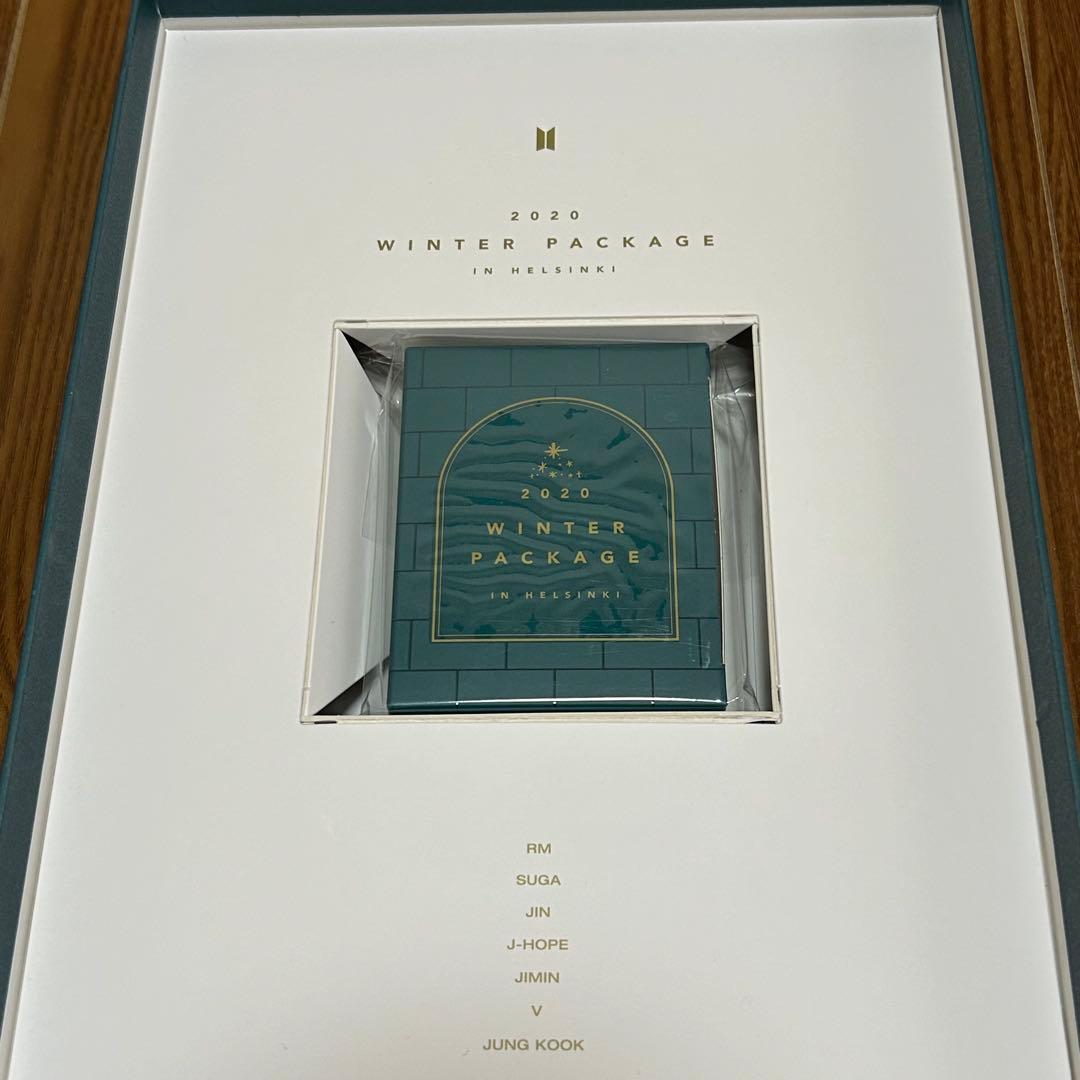 2020
WINTER PACKAGE
IN HELSINKI
2020
WINTER
PACKAGE
IN HELSINKI
RM
SUGA
JIN
J-HOPE
JIMIN
V
JUNG KOOK